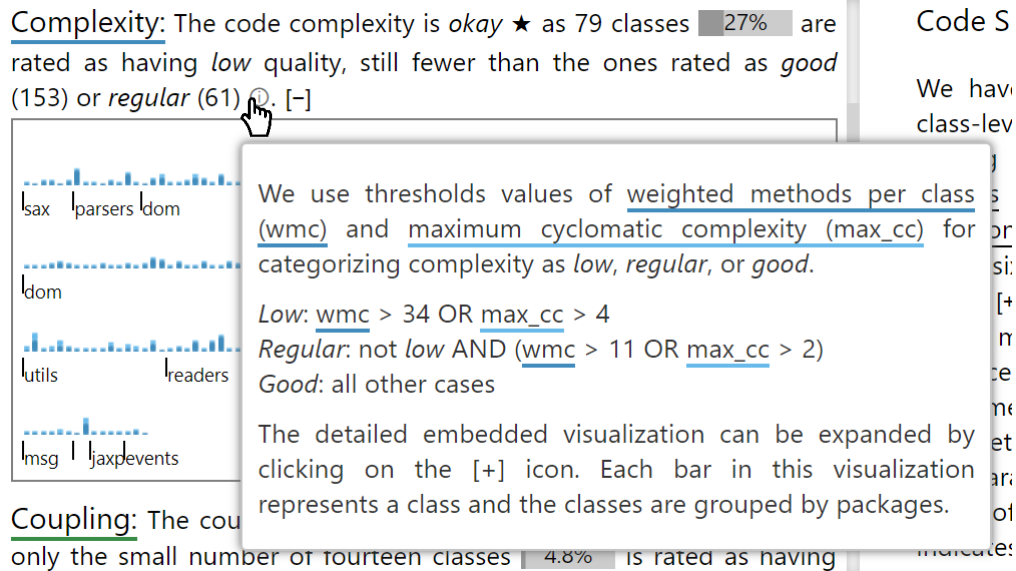 Complexity: The code complexity is okay ★ as 79 classes 27% are
rated as having low quality, still fewer than the ones rated as good
(153) or regular (61) ⓘ. [−]
sax parsers dom
dom
utils readers
msg jaxp events
We use thresholds values of weighted methods per class
(wmc) and maximum cyclomatic complexity (max_cc) for
categorizing complexity as low, regular, or good.
Low: wmc > 34 OR max_cc > 4
Regular: not low AND (wmc > 11 OR max_cc > 2)
Good: all other cases
The detailed embedded visualization can be expanded by
clicking on the [+] icon. Each bar in this visualization
represents a class and the classes are grouped by packages.
Coupling: The cou
only the small number of fourteen classes 4.8% is rated as having
Code S
We have
class-lev